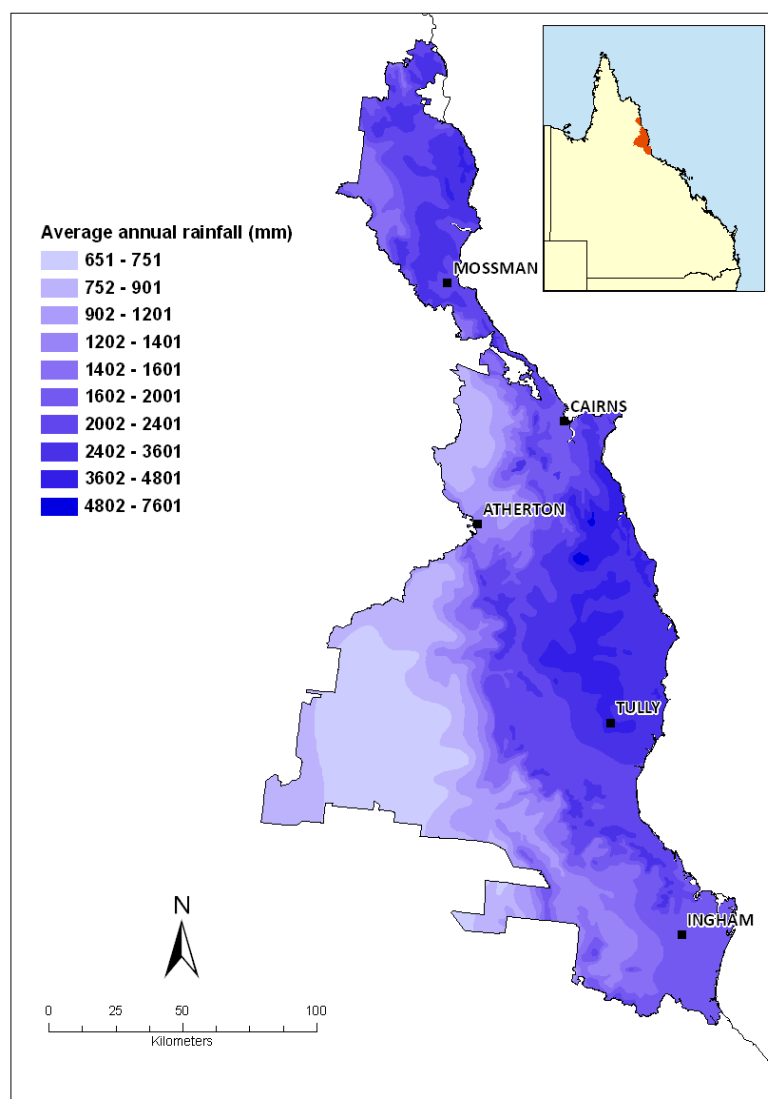 Average annual rainfall (mm)
651 - 751
752 - 901
902 - 1201
1202 - 1401
1402 - 1601
1602 - 2001
2002 - 2401
2402 - 3601
3602 - 4801
4802 - 7601
MOSSMAN
CAIRNS
ATHERTON
TULLY
INGHAM
N
0 25 50 100
Kilometers